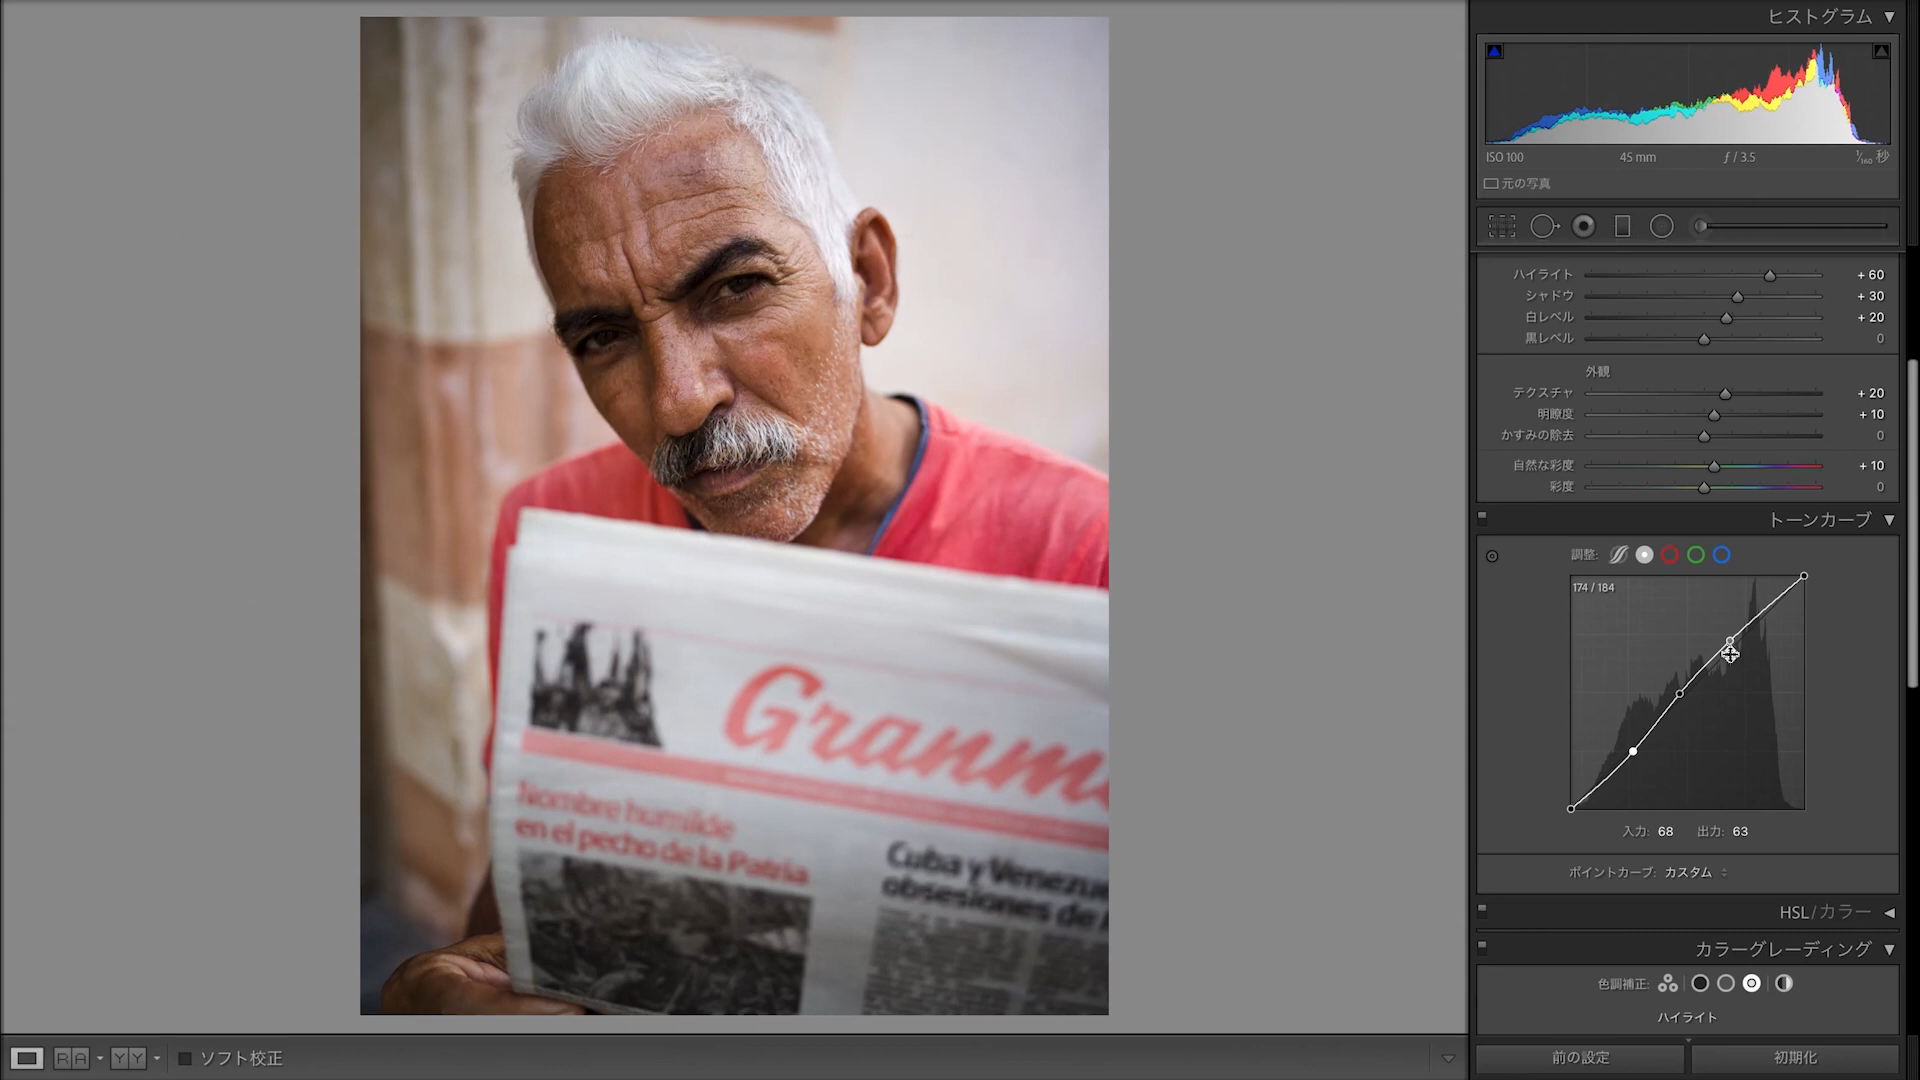 ヒストグラム
ISO 100 45 mm ƒ / 3.5 1/160 秒
元の写真
ハイライト + 60
シャドウ + 30
白レベル + 20
黒レベル 0
外観
テクスチャ + 20
明瞭度 + 10
かすみの除去 0
自然な彩度 + 10
彩度 0
トーンカーブ
調整:
174 / 184
入力: 68 出力: 63
ポイントカーブ: カスタム
HSL / カラー
カラーグレーディング
色調補正:
ハイライト
前の設定 初期化
R A Y Y ソフト校正
Granm
Nombre humilde
en el pecho de la Patria
Cuba y Venezue
obsesiones de